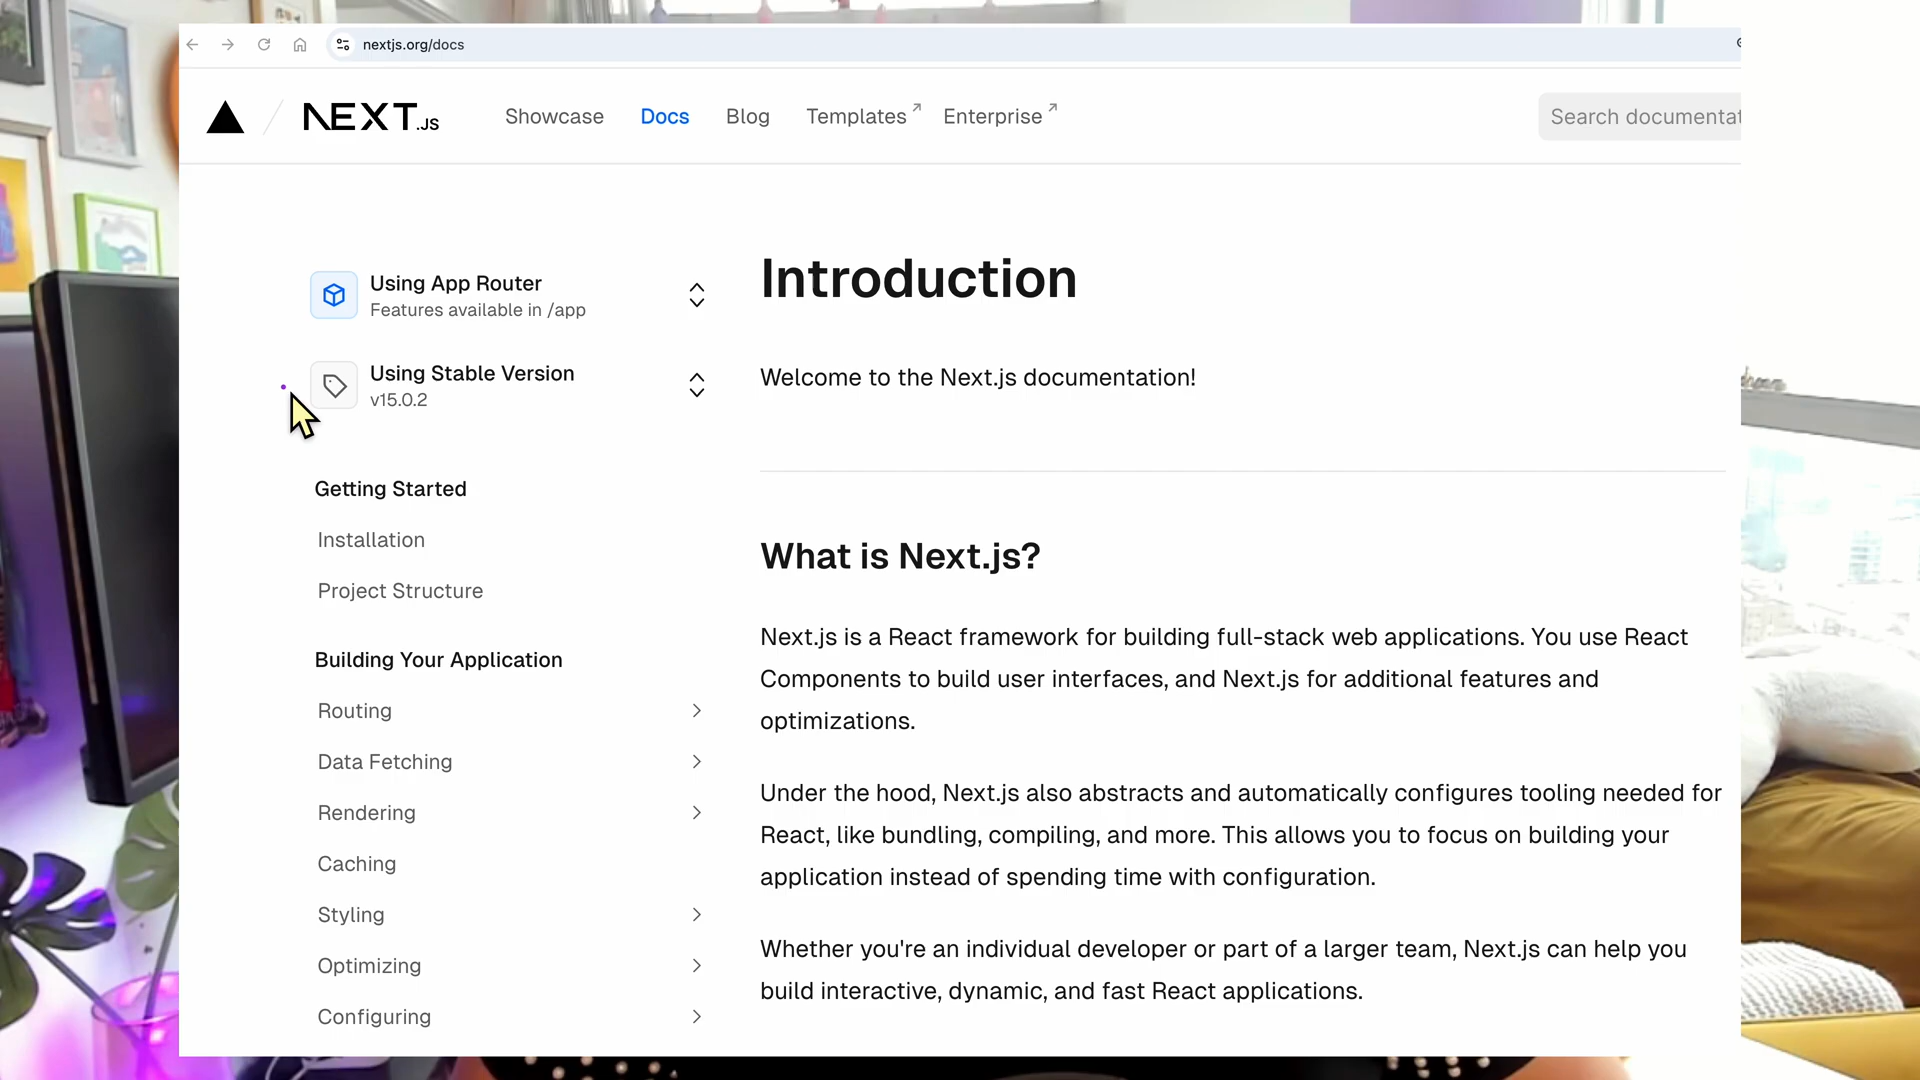 nextjs.org/docs
NEXT.JS
Showcase
Docs
Blog
Templates
Enterprise
Search documentat
Using App Router
Features available in /app
Using Stable Version
v15.0.2
Getting Started
Installation
Project Structure
Building Your Application
Routing
Data Fetching
Rendering
Caching
Styling
Optimizing
Configuring
Introduction
Welcome to the Next.js documentation!
What is Next.js?
Next.js is a React framework for building full-stack web applications. You use React
Components to build user interfaces, and Next.js for additional features and
optimizations.
Under the hood, Next.js also abstracts and automatically configures tooling needed for
React, like bundling, compiling, and more. This allows you to focus on building your
application instead of spending time with configuration.
Whether you're an individual developer or part of a larger team, Next.js can help you
build interactive, dynamic, and fast React applications.